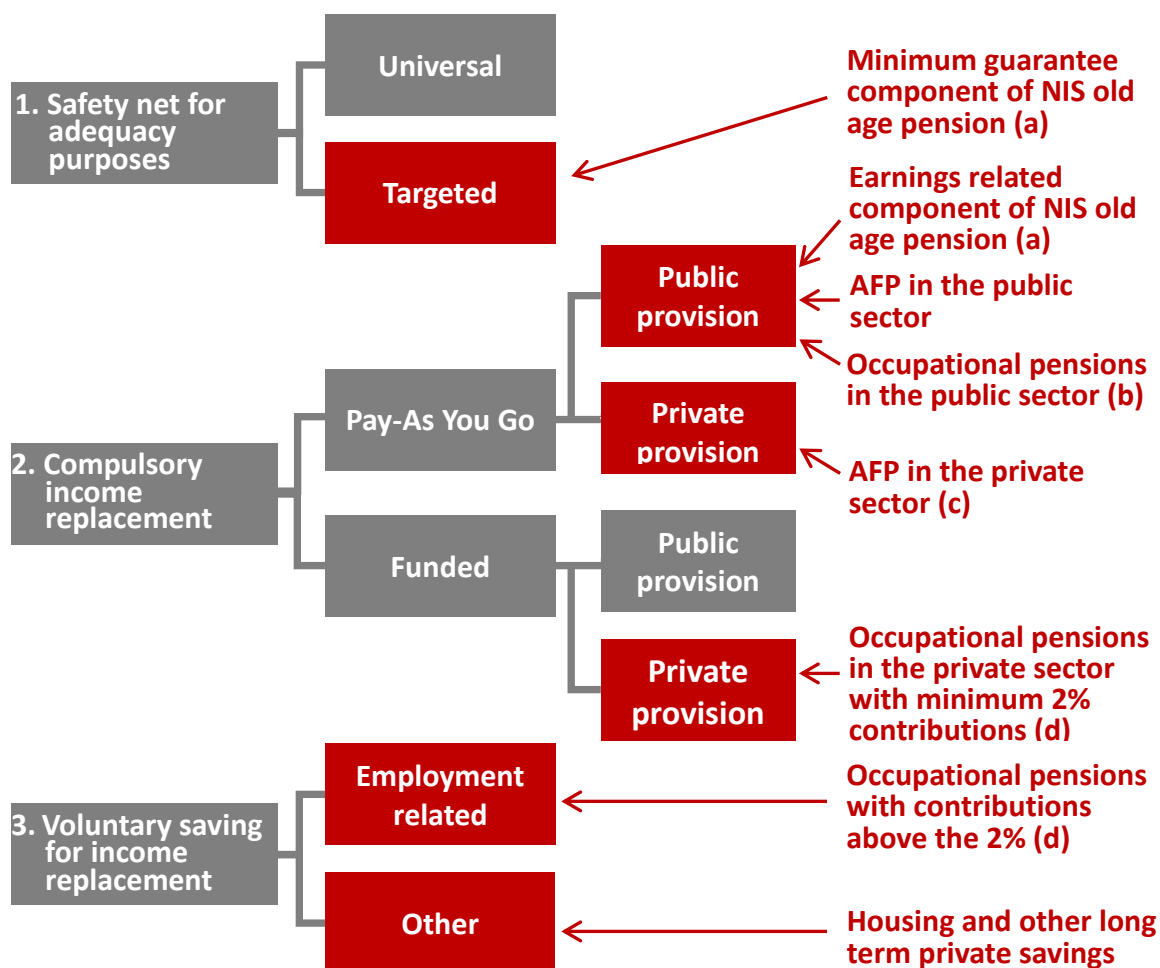 1. Safety net for
adequacy
purposes
Universal
Targeted
Minimum guarantee
component of NIS old
age pension (a)
Earnings related
component of NIS old
age pension (a)
AFP in the public
sector
Occupational pensions
in the public sector (b)
AFP in the private
sector (c)
2. Compulsory
income
replacement
Pay-As You Go
Public
provision
Private
provision
Funded
Public
provision
Private
provision
Occupational pensions
in the private sector
with minimum 2%
contributions (d)
3. Voluntary saving
for income
replacement
Employment
related
Occupational pensions
with contributions
above the 2% (d)
Other
Housing and other long
term private savings